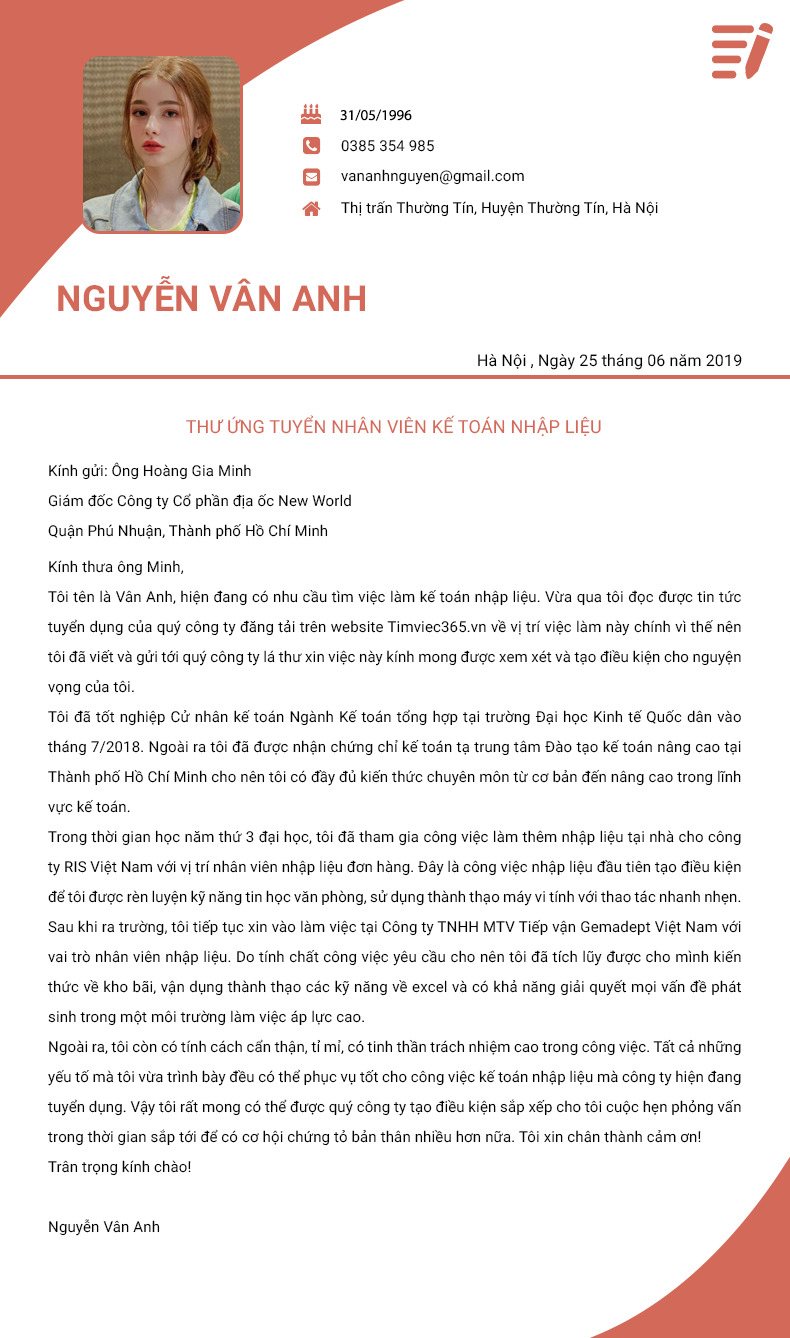 31/05/1996
0385 354 985
vananhnguyen@gmail.com
Thị trấn Thường Tín, Huyện Thường Tín, Hà Nội
NGUYỄN VÂN ANH
Hà Nội , Ngày 25 tháng 06 năm 2019
THƯ ỨNG TUYỂN NHÂN VIÊN KẾ TOÁN NHẬP LIỆU
Kính gửi: Ông Hoàng Gia Minh
Giám đốc Công ty Cổ phần địa ốc New World
Quận Phú Nhuận, Thành phố Hồ Chí Minh
Kính thưa ông Minh,
Tôi tên là Vân Anh, hiện đang có nhu cầu tìm việc làm kế toán nhập liệu. Vừa qua tôi đọc được tin tức
tuyển dụng của quý công ty đăng tải trên website Timviec365.vn về vị trí việc làm này chính vì thế nên
tôi đã viết và gửi tới quý công ty lá thư xin việc này kính mong được xem xét và tạo điều kiện cho nguyện
vọng của tôi.
Tôi đã tốt nghiệp Cử nhân kế toán Ngành Kế toán tổng hợp tại trường Đại học Kinh tế Quốc dân vào
tháng 7/2018. Ngoài ra tôi đã được nhận chứng chỉ kế toán tạ trung tâm Đào tạo kế toán nâng cao tại
Thành phố Hồ Chí Minh cho nên tôi có đầy đủ kiến thức chuyên môn từ cơ bản đến nâng cao trong lĩnh
vực kế toán.
Trong thời gian học năm thứ 3 đại học, tôi đã tham gia công việc làm thêm nhập liệu tại nhà cho công
ty RIS Việt Nam với vị trí nhân viên nhập liệu đơn hàng. Đây là công việc nhập liệu đầu tiên tạo điều kiện
để tôi được rèn luyện kỹ năng tin học văn phòng, sử dụng thành thạo máy vi tính với thao tác nhanh nhẹn.
Sau khi ra trường, tôi tiếp tục xin vào làm việc tại Công ty TNHH MTV Tiếp vận Gemadept Việt Nam với
vai trò nhân viên nhập liệu. Do tính chất công việc yêu cầu cho nên tôi đã tích lũy được cho mình kiến
thức về kho bãi, vận dụng thành thạo các kỹ năng về excel và có khả năng giải quyết mọi vấn đề phát
sinh trong một môi trường làm việc áp lực cao.
Ngoài ra, tôi còn có tính cách cẩn thận, tỉ mỉ, có tinh thần trách nhiệm cao trong công việc. Tất cả những
yếu tố mà tôi vừa trình bày đều có thể phục vụ tốt cho công việc kế toán nhập liệu mà công ty hiện đang
tuyển dụng. Vậy tôi rất mong có thể được quý công ty tạo điều kiện sắp xếp cho tôi cuộc hẹn phỏng vấn
trong thời gian sắp tới để có cơ hội chứng tỏ bản thân nhiều hơn nữa. Tôi xin chân thành cảm ơn!
Trân trọng kính chào!
Nguyễn Vân Anh